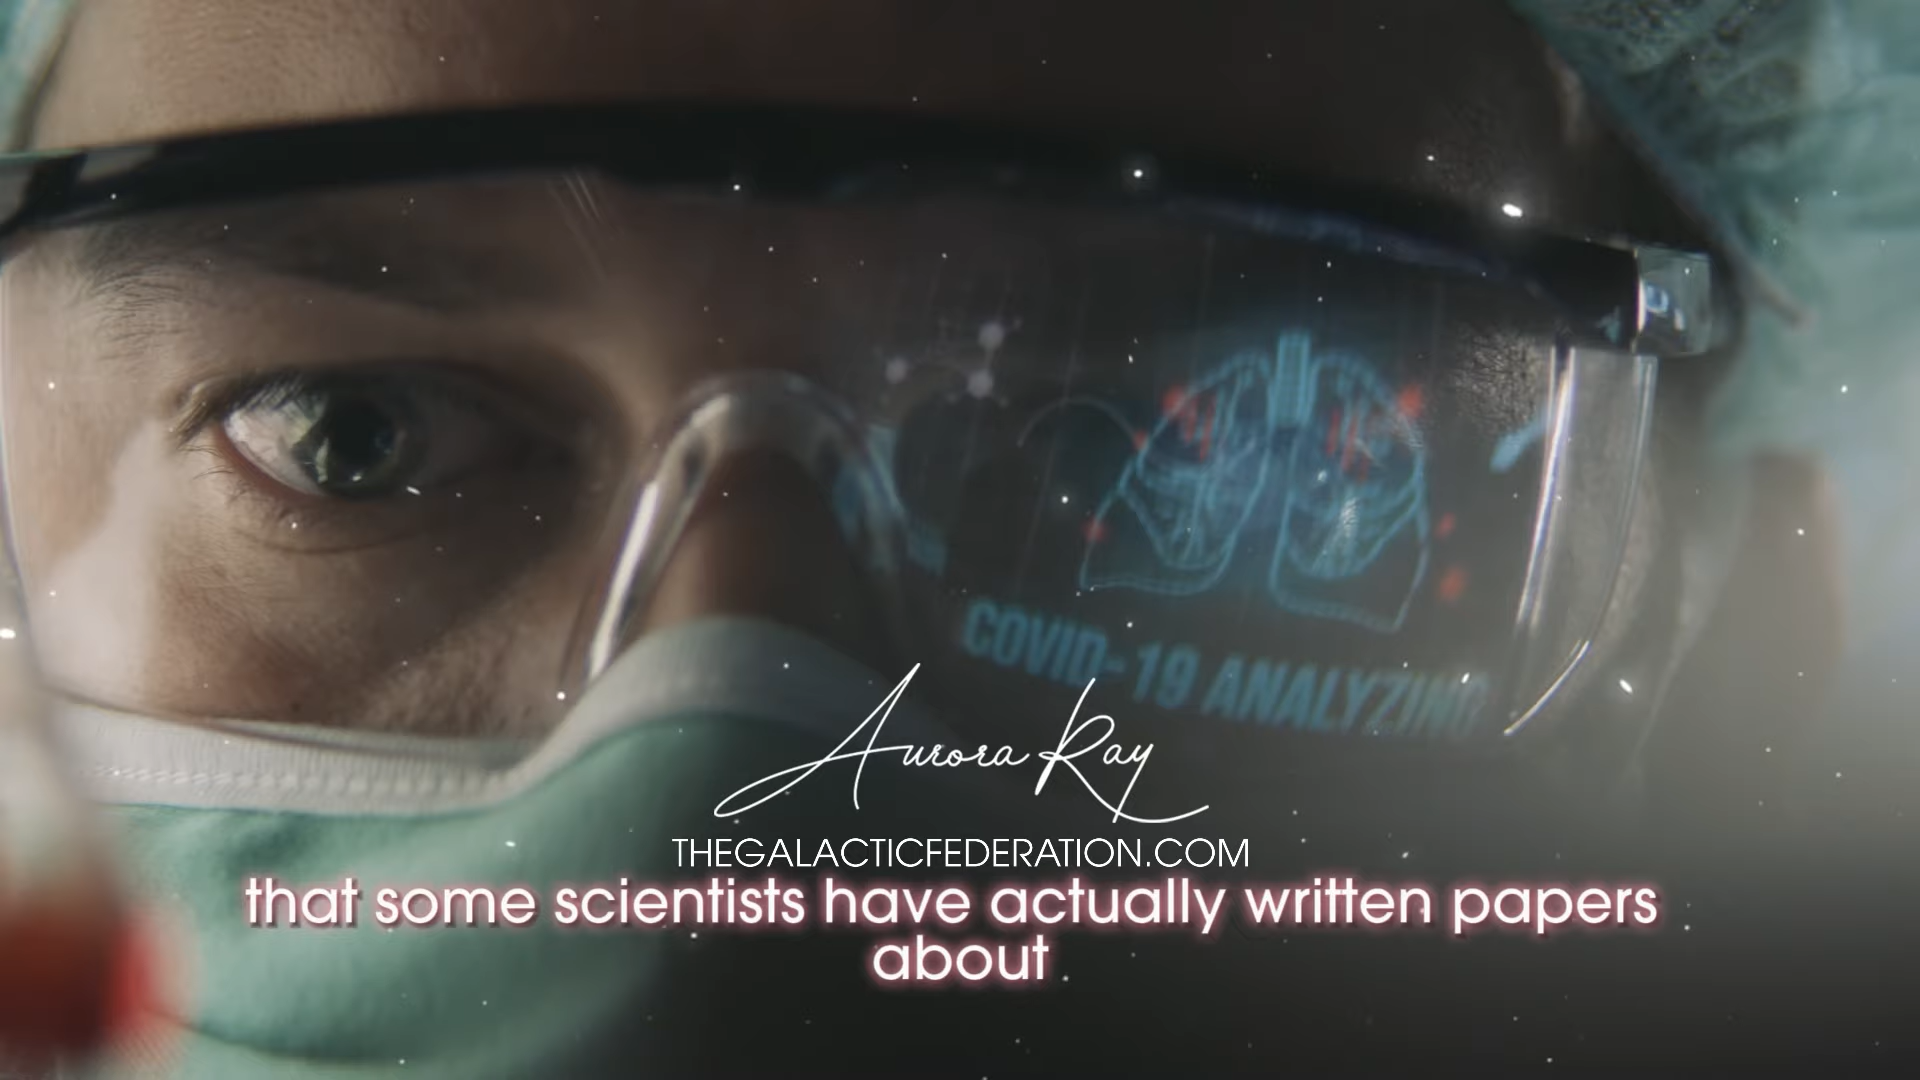 COVID-19 ANALYZING
Aurora Ray
THEGALACTICFEDERATION.COM
that some scientists have actually written papers
about